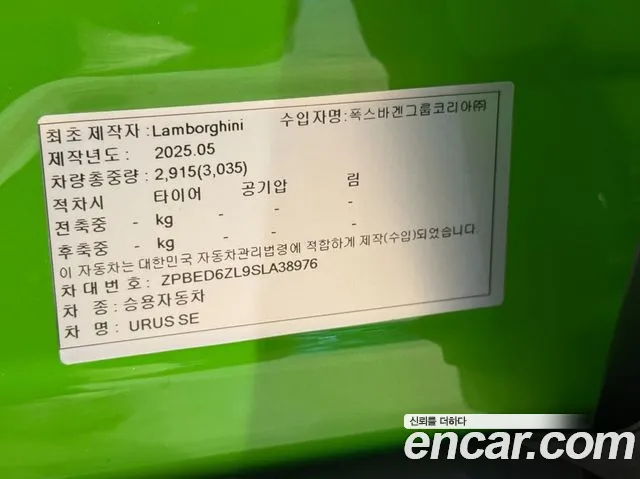 최초 제작자 : Lamborghini 수입자명 : 폭스바겐그룹코리아㈜
제작년도 : 2025.05
차량총중량 : 2,915(3,035)
적차시 타이어 공기압 림
전축중 - kg - - -
후축중 - kg - - -
이 자동차는 대한민국 자동차관리법령에 적합하게 제작(수입)되었습니다.
차 대 번 호 : ZPBED6ZL9SLA38976
차 종 : 승용자동차
차 명 : URUS SE
신뢰를 더하다
encar.com